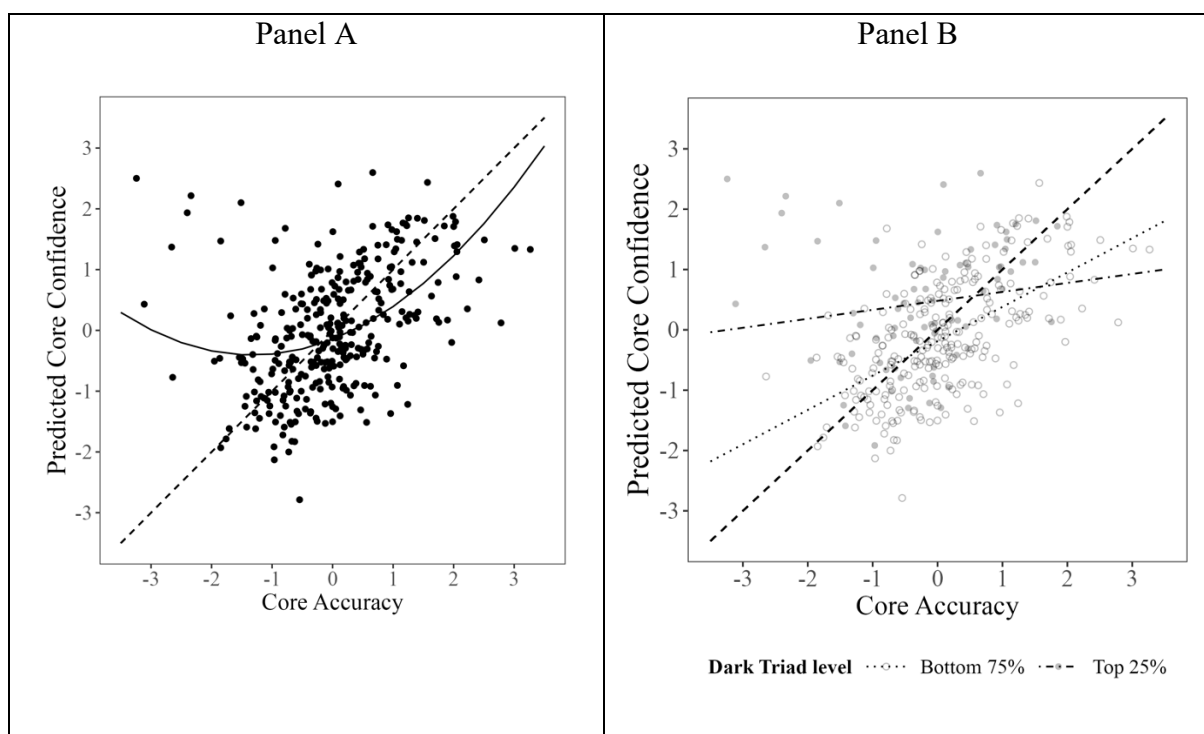 Panel A
3
2
1
0
-1
-2
-3
Predicted Core Confidence
-3 -2 -1 0 1 2 3
Core Accuracy
Panel B
3
2
1
0
-1
-2
-3
Predicted Core Confidence
-3 -2 -1 0 1 2 3
Core Accuracy
Dark Triad level Bottom 75% Top 25%